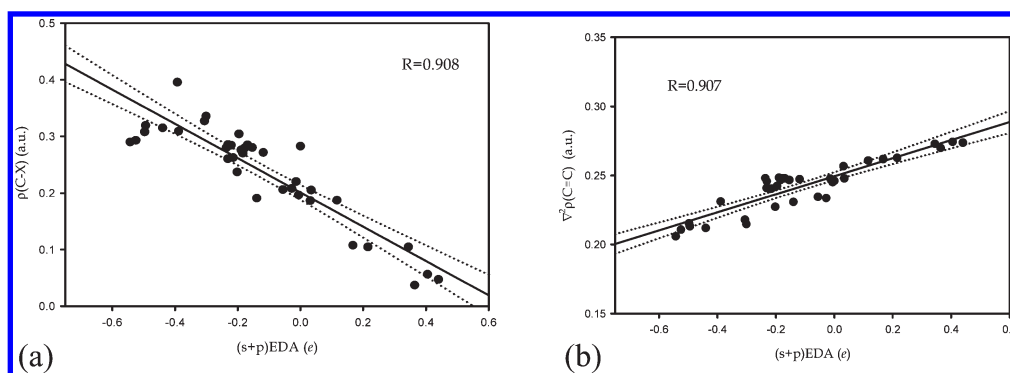 0.5
0.4
0.3
0.2
0.1
0.0
ρ(C-X) (a.u.)
R=0.908
-0.6 -0.4 -0.2 0.0 0.2 0.4 0.6
(s+p)EDA (e)
(a)
0.35
0.30
0.25
0.20
0.15
∇²ρ(C=C) (a.u.)
R=0.907
-0.6 -0.4 -0.2 0.0 0.2 0.4 0.6
(s+p)EDA (e)
(b)